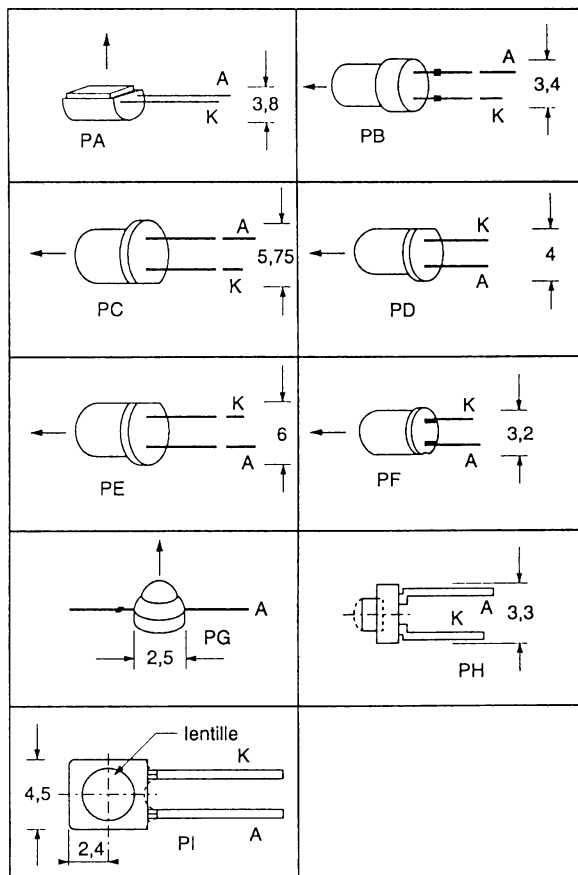 A
3,8
K
PA
A
3,4
K
PB
A
5,75
K
PC
K
4
A
PD
K
6
A
PE
K
3,2
A
PF
A
PG
2,5
A
3,3
K
PH
lentille
K
4,5
A
PI
2,4